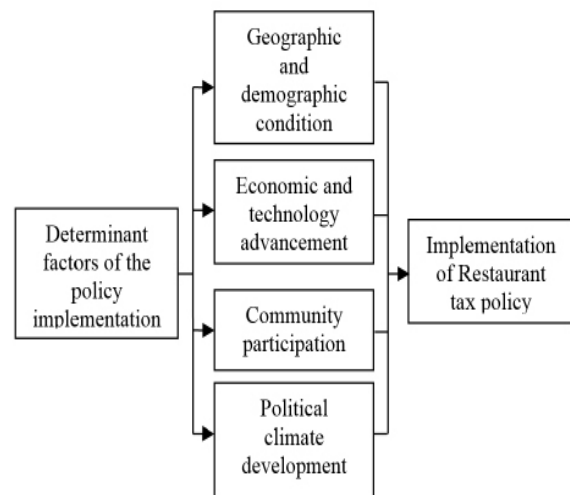 Geographic
and
demographic
condition
Economic and
technology
advancement
Determinant
factors of the
policy
implementation
Implementation
of Restaurant
tax policy
Community
participation
Political
climate
development